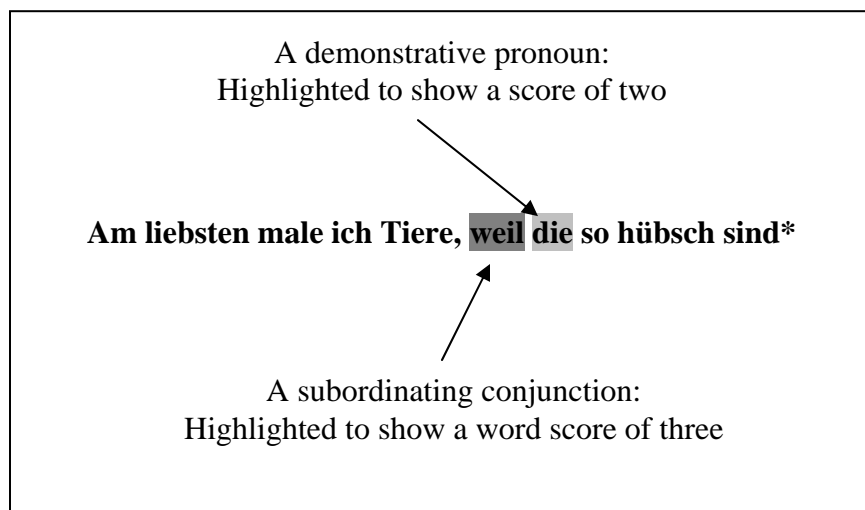 A demonstrative pronoun:
Highlighted to show a score of two
Am liebsten male ich Tiere, weil die so hübsch sind*
A subordinating conjunction:
Highlighted to show a word score of three